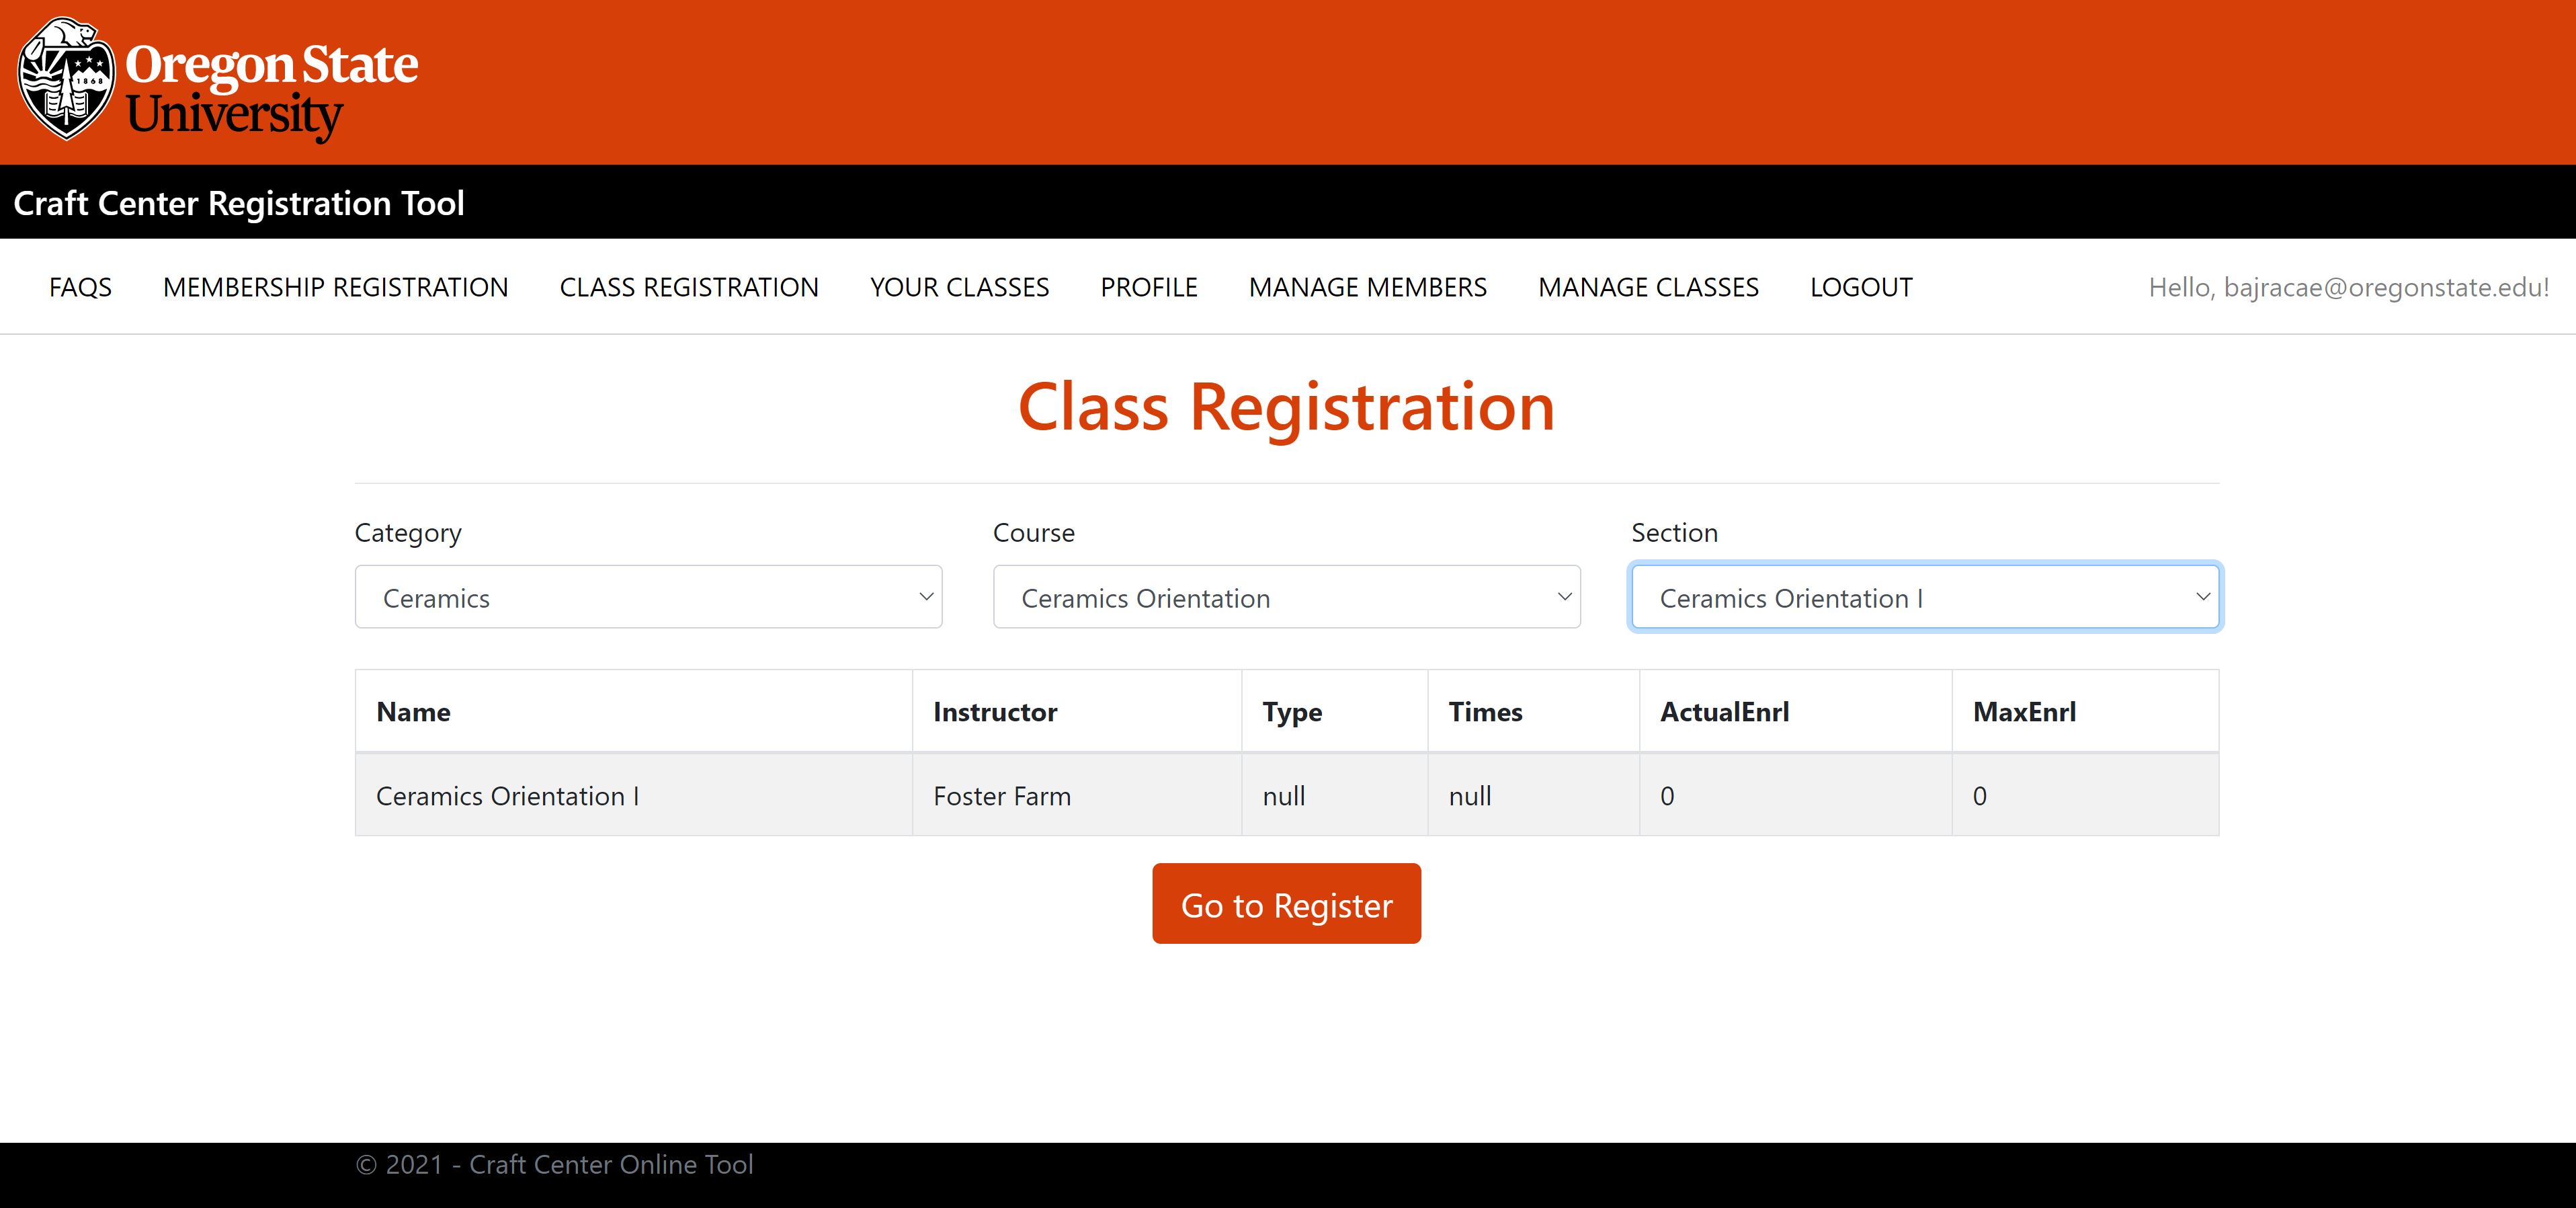 1868
Oregon State
University
Craft Center Registration Tool
FAQS MEMBERSHIP REGISTRATION CLASS REGISTRATION YOUR CLASSES PROFILE MANAGE MEMBERS MANAGE CLASSES LOGOUT Hello, bajracae@oregonstate.edu!
Class Registration
Category Course Section
Ceramics Ceramics Orientation Ceramics Orientation I
Name Instructor Type Times ActualEnrl MaxEnrl
Ceramics Orientation I Foster Farm null null 0 0
Go to Register
© 2021 - Craft Center Online Tool